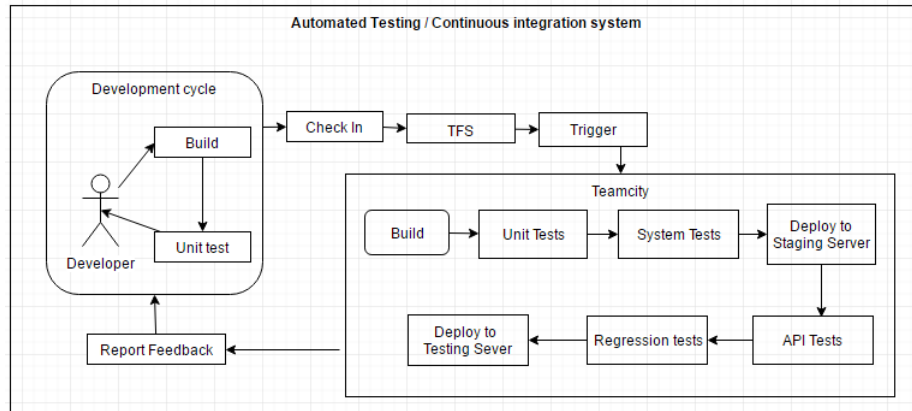 Automated Testing / Continuous integration system
Development cycle
Build
Unit test
Developer
Check In
TFS
Trigger
Teamcity
Build
Unit Tests
System Tests
Deploy to
Staging Server
API Tests
Regression tests
Deploy to
Testing Sever
Report Feedback